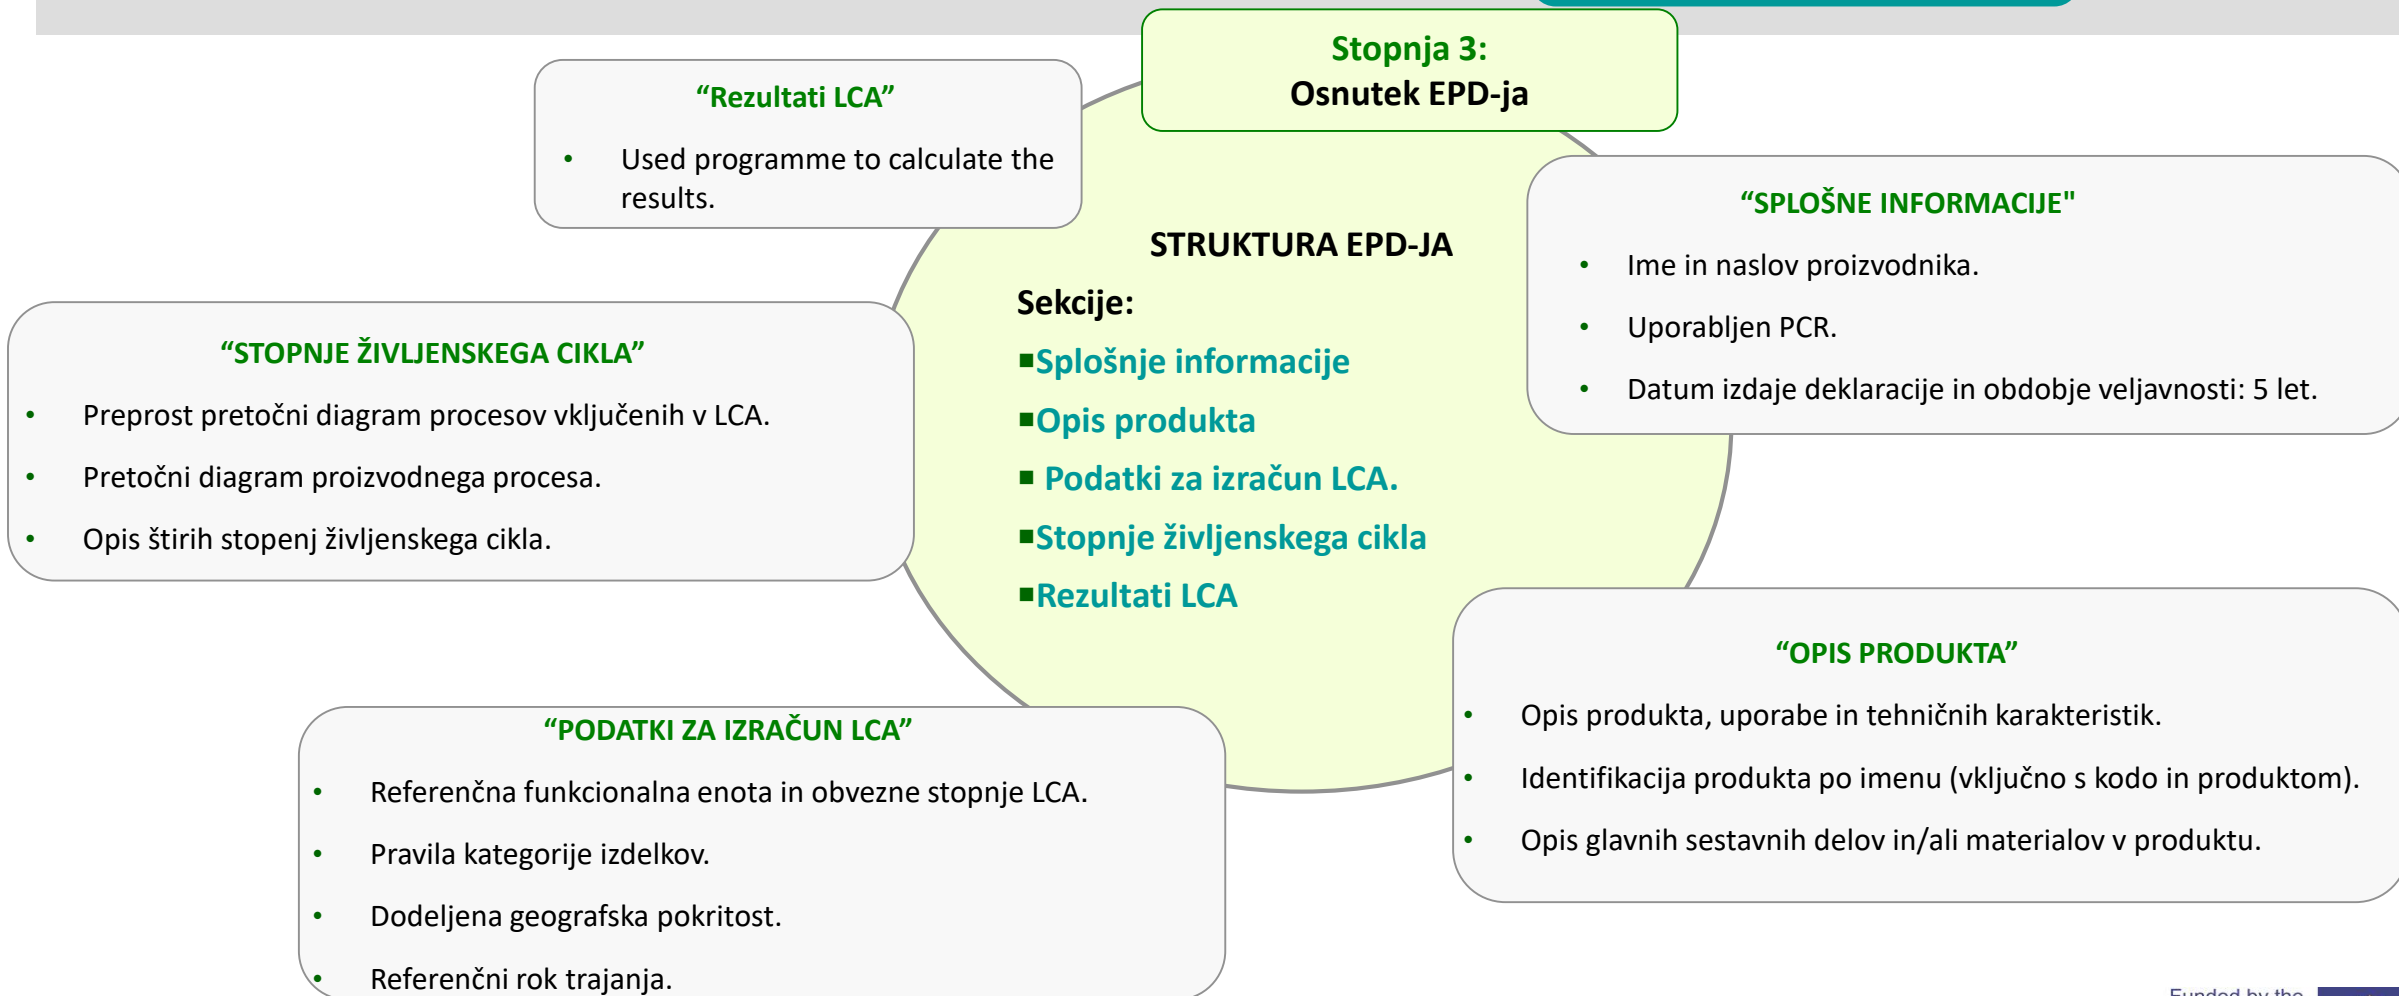 Stopnja 3:
Osnutek EPD-ja
“Rezultati LCA”
• Used programme to calculate the
results.
“SPLOŠNE INFORMACIJE"
• Ime in naslov proizvodnika.
• Uporabljen PCR.
• Datum izdaje deklaracije in obdobje veljavnosti: 5 let.
STRUKTURA EPD-JA
Sekcije:
▪Splošnje informacije
▪Opis produkta
▪ Podatki za izračun LCA.
▪Stopnje življenskega cikla
▪Rezultati LCA
“STOPNJE ŽIVLJENSKEGA CIKLA”
• Preprost pretočni diagram procesov vključenih v LCA.
• Pretočni diagram proizvodnega procesa.
• Opis štirih stopenj življenskega cikla.
“OPIS PRODUKTA”
• Opis produkta, uporabe in tehničnih karakteristik.
• Identifikacija produkta po imenu (vključno s kodo in produktom).
• Opis glavnih sestavnih delov in/ali materialov v produktu.
“PODATKI ZA IZRAČUN LCA”
• Referenčna funkcionalna enota in obvezne stopnje LCA.
• Pravila kategorije izdelkov.
• Dodeljena geografska pokritost.
• Referenčni rok trajanja.
Funded by the